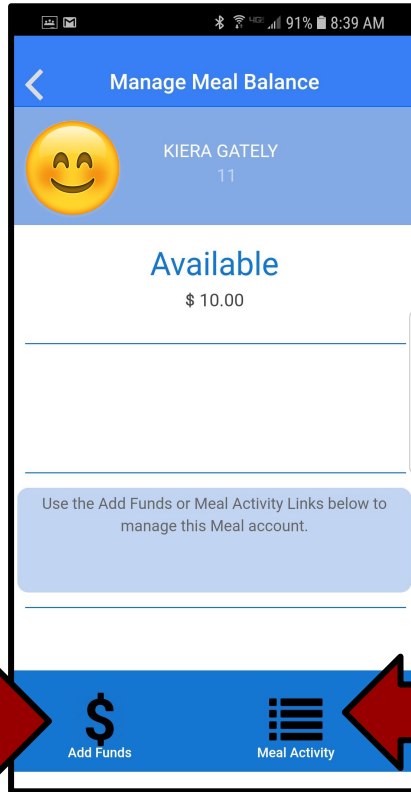 4G 91% 8:39 AM
Manage Meal Balance
KIERA GATELY
11
Available
$ 10.00
Use the Add Funds or Meal Activity Links below to
manage this Meal account.
$
Add Funds
Meal Activity